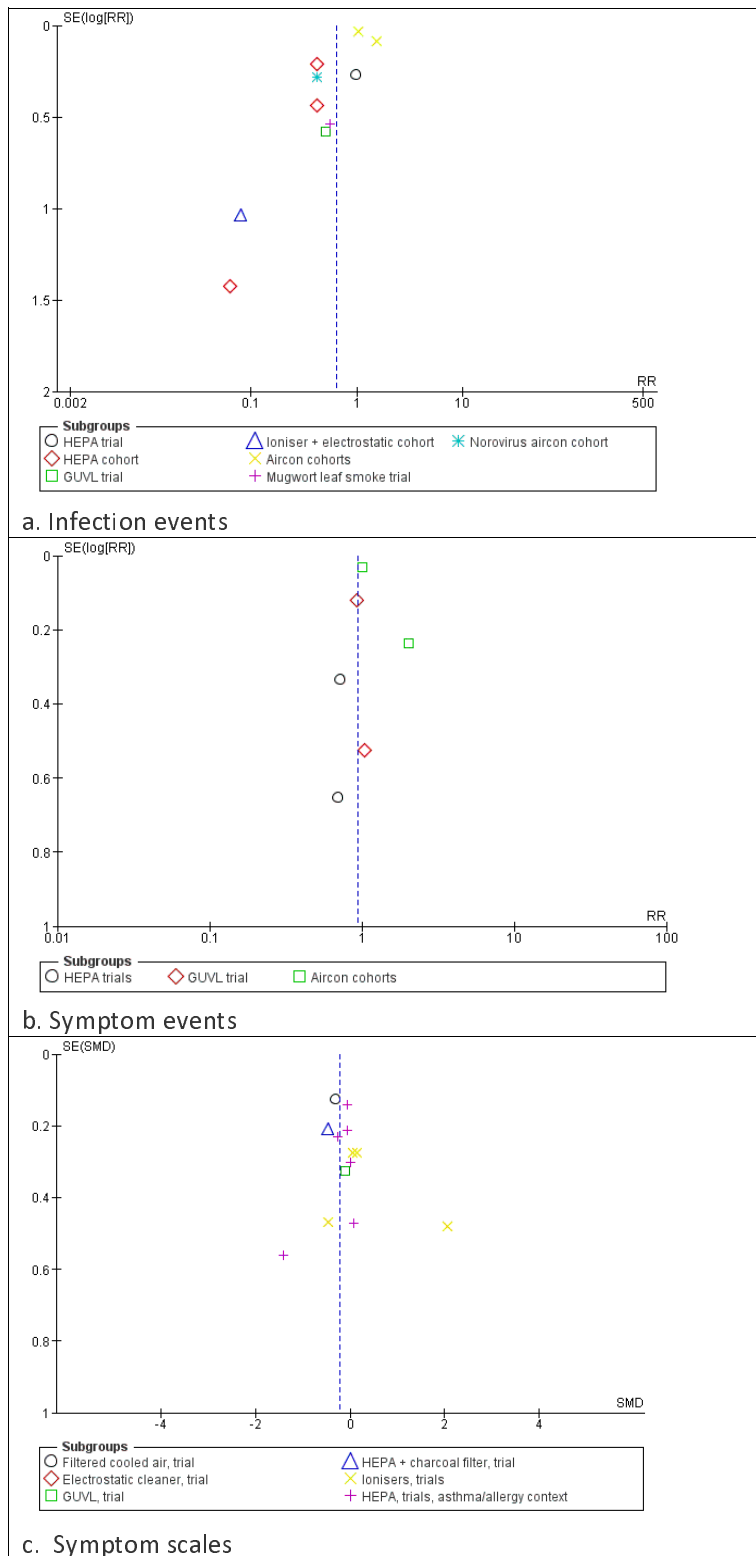 SE(log[RR])
0
0.5
1
1.5
2
RR
0.002 0.1 1 10 500
Subgroups
HEPA trial Ioniser + electrostatic cohort Norovirus aircon cohort
HEPA cohort Aircon cohorts
GUVL trial Mugwort leaf smoke trial
a. Infection events
SE(log[RR])
0
0.2
0.4
0.6
0.8
1
RR
0.01 0.1 1 10 100
Subgroups
HEPA trials GUVL trial Aircon cohorts
b. Symptom events
SE(SMD)
0
0.2
0.4
0.6
0.8
1
SMD
-4 -2 0 2 4
Subgroups
Filtered cooled air, trial HEPA + charcoal filter, trial
Electrostatic cleaner, trial Ionisers, trials
GUVL, trial HEPA, trials, asthma/allergy context
c. Symptom scales